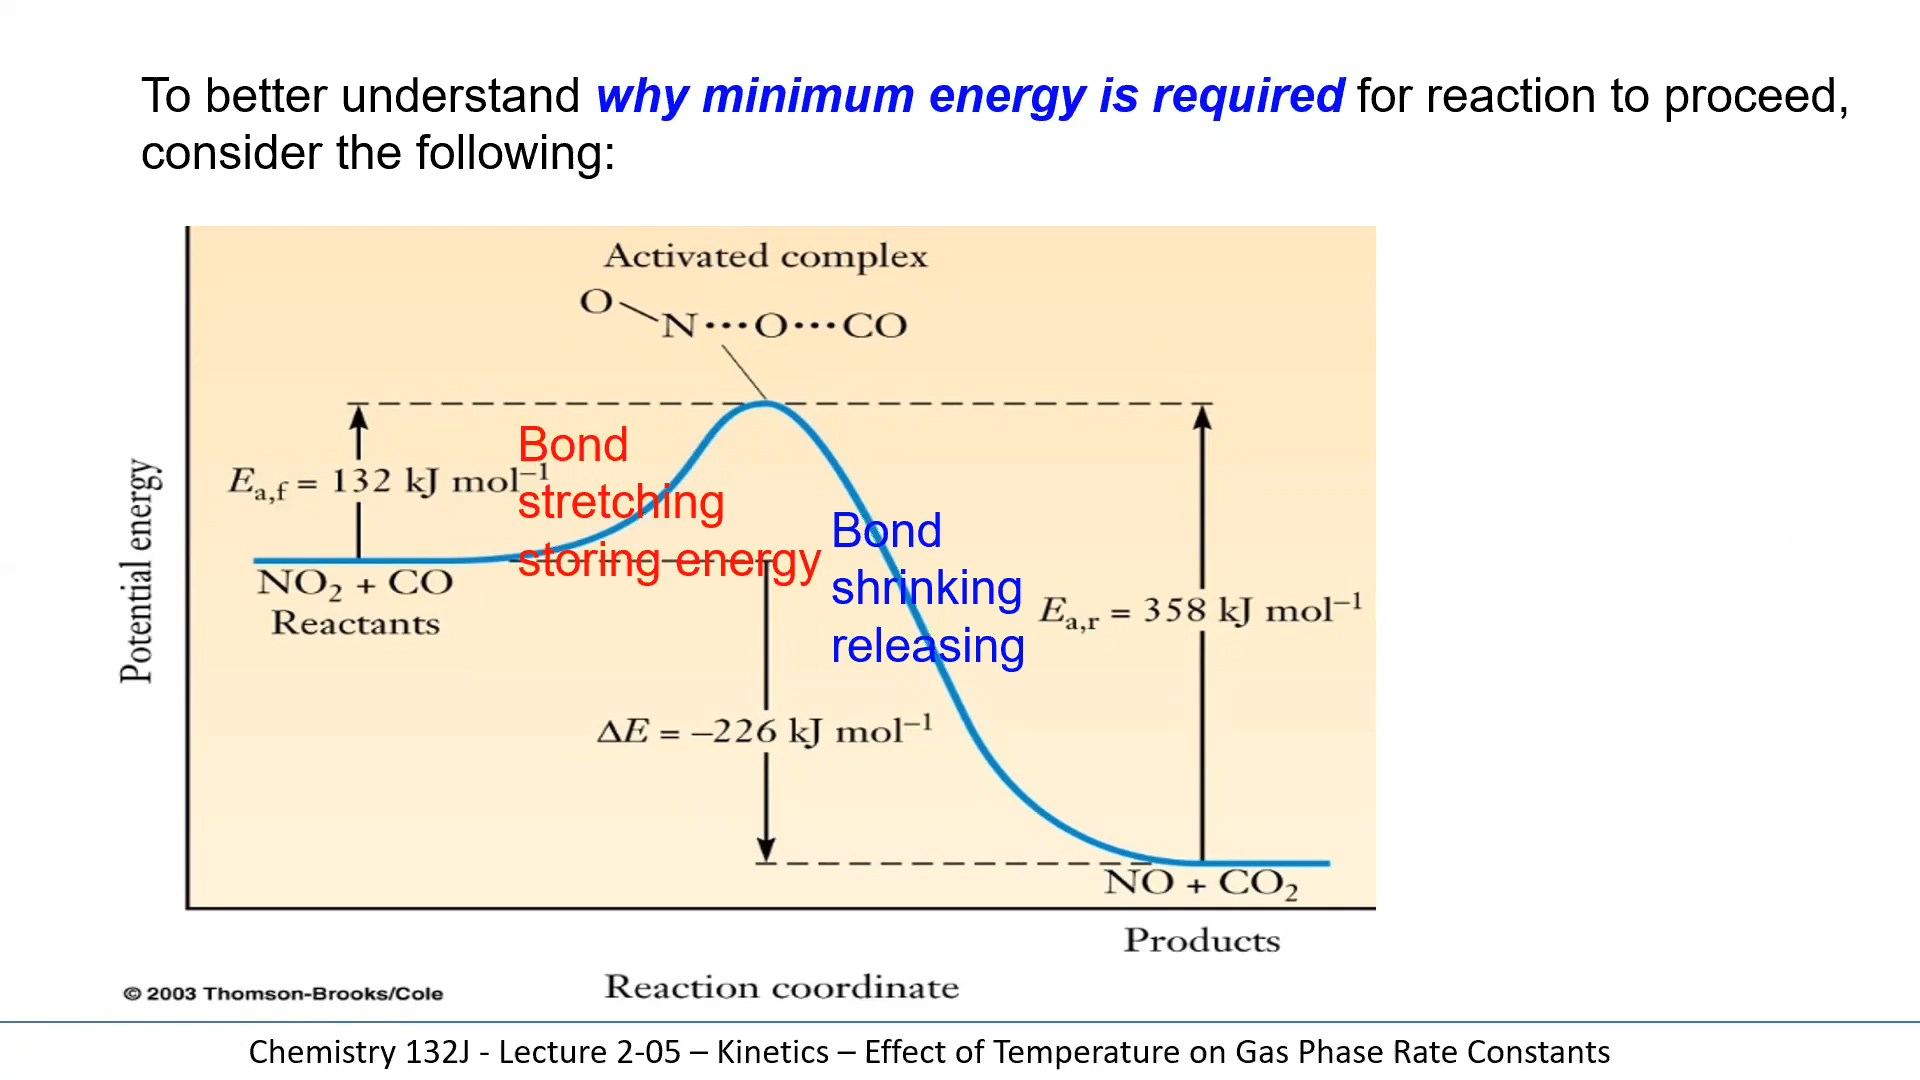 To better understand why minimum energy is required for reaction to proceed,
consider the following:
Activated complex
O
N···O···CO
Bond
stretching
storing energy
Eₐ,f = 132 kJ mol⁻¹
Bond
shrinking
releasing
NO₂ + CO
Reactants
Eₐ,r = 358 kJ mol⁻¹
Potential energy
ΔE = –226 kJ mol⁻¹
NO + CO₂
Products
Reaction coordinate
© 2003 Thomson-Brooks/Cole
Chemistry 132J - Lecture 2-05 – Kinetics – Effect of Temperature on Gas Phase Rate Constants